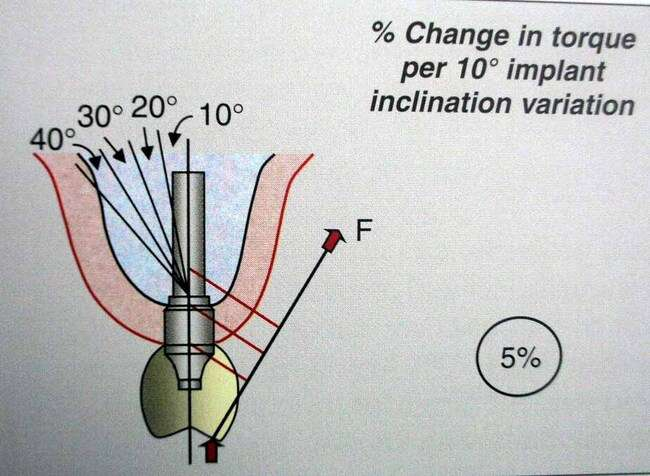 % Change in torque
per 10° implant
inclination variation
40° 30° 20° 10°
F
5%